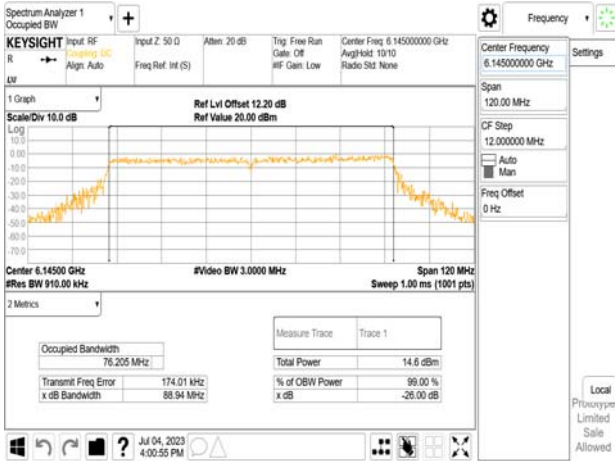 Spectrum Analyzer 1
Occupied BW
Frequency
KEYSIGHT
R
Input: RF
Coupling: DC
Align: Auto
Input Z: 50 Ω
Freq Ref: Int (S)
Atten: 20 dB
Trig: Free Run
Gate: Off
#IF Gain: Low
Center Freq: 6.145000000 GHz
Avg|Hold: 10/10
Radio Std: None
1 Graph
Scale/Div 10.0 dB
Ref Lvl Offset 12.20 dB
Ref Value 20.00 dBm
Log
10.0
0.00
-10.0
-20.0
-30.0
-40.0
-50.0
-60.0
-70.0
Center 6.14500 GHz
#Video BW 3.0000 MHz
Span 120 MHz
#Res BW 910.00 kHz
Sweep 1.00 ms (1001 pts)
2 Metrics
Measure Trace
Trace 1
Occupied Bandwidth
76.205 MHz
Total Power
14.6 dBm
Transmit Freq Error
174.01 kHz
% of OBW Power
99.00 %
x dB Bandwidth
88.94 MHz
x dB
-26.00 dB
Jul 04, 2023
4:00:55 PM
Center Frequency
6.145000000 GHz
Settings
Span
120.00 MHz
CF Step
12.000000 MHz
Auto
Man
Freq Offset
0 Hz
Local
Prototype
Limited
Sale
Allowed